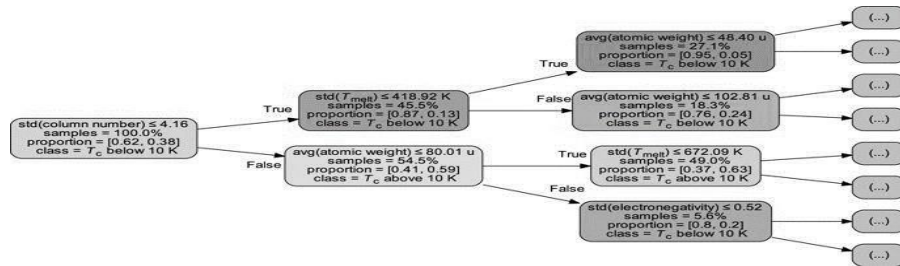 std(column number) ≤ 4.16
samples = 100.0%
proportion = [0.62, 0.38]
class = Tc below 10 K
True
False
std(Tmelt) ≤ 418.92 K
samples = 45.5%
proportion = [0.87, 0.13]
class = Tc below 10 K
avg(atomic weight) ≤ 80.01 u
samples = 54.5%
proportion = [0.41, 0.59]
class = Tc above 10 K
True
False
True
False
avg(atomic weight) ≤ 48.40 u
samples = 27.1%
proportion = [0.95, 0.05]
class = Tc below 10 K
avg(atomic weight) ≤ 102.81 u
samples = 18.3%
proportion = [0.76, 0.24]
class = Tc below 10 K
std(Tmelt) ≤ 672.09 K
samples = 49.0%
proportion = [0.37, 0.63]
class = Tc above 10 K
std(electronegativity) ≤ 0.52
samples = 5.6%
proportion = [0.8, 0.2]
class = Tc below 10 K
(...)
(...)
(...)
(...)
(...)
(...)
(...)
(...)